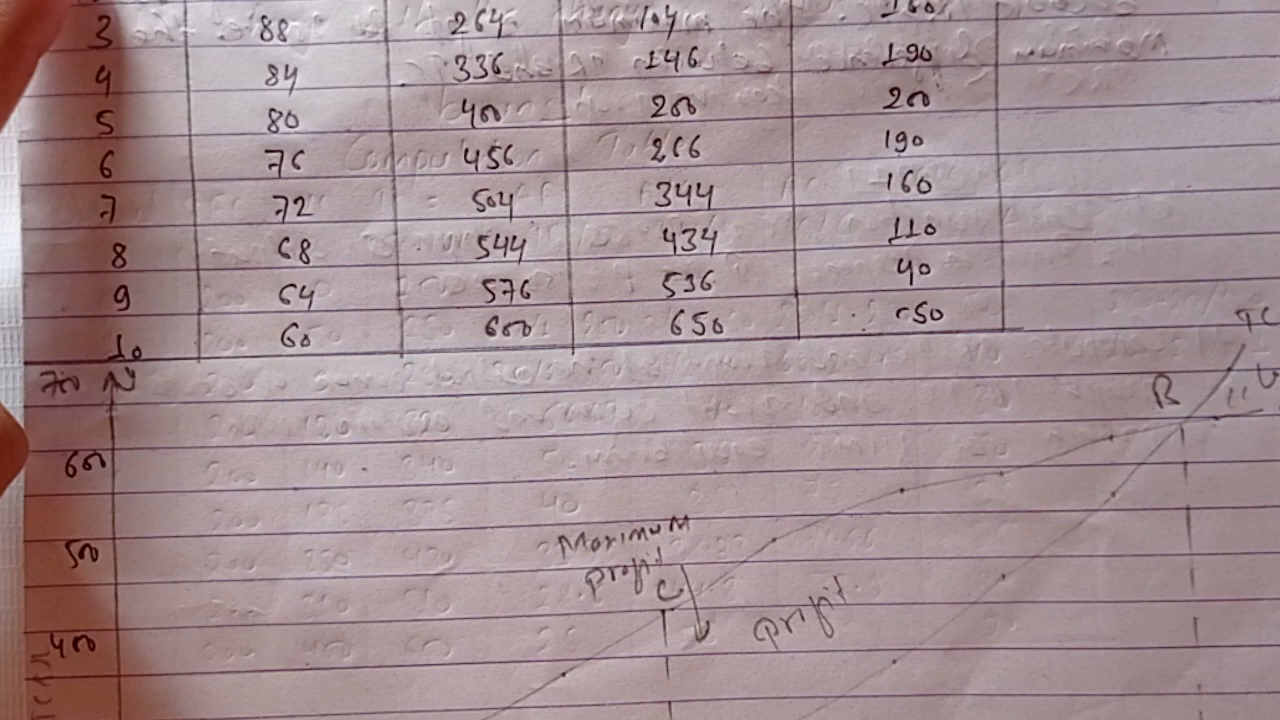 3 88 264 104 160
4 84 336 146 190
5 80 400 200 200
6 76 456 266 190
7 72 504 344 160
8 68 544 434 110
9 64 576 536 40
10 60 600 650 -50
700
TC
B
600
500
Maximum
profit
C
profit
400